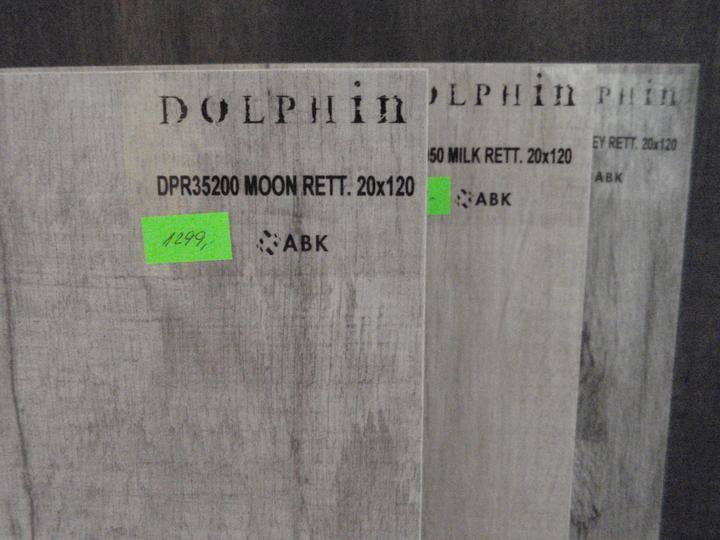 DOLPHin
DPR35200 MOON RETT. 20x120
1299,-
ABK
OLPHin
50 MILK RETT. 20x120
ABK
PHin
EY RETT. 20x120
ABK